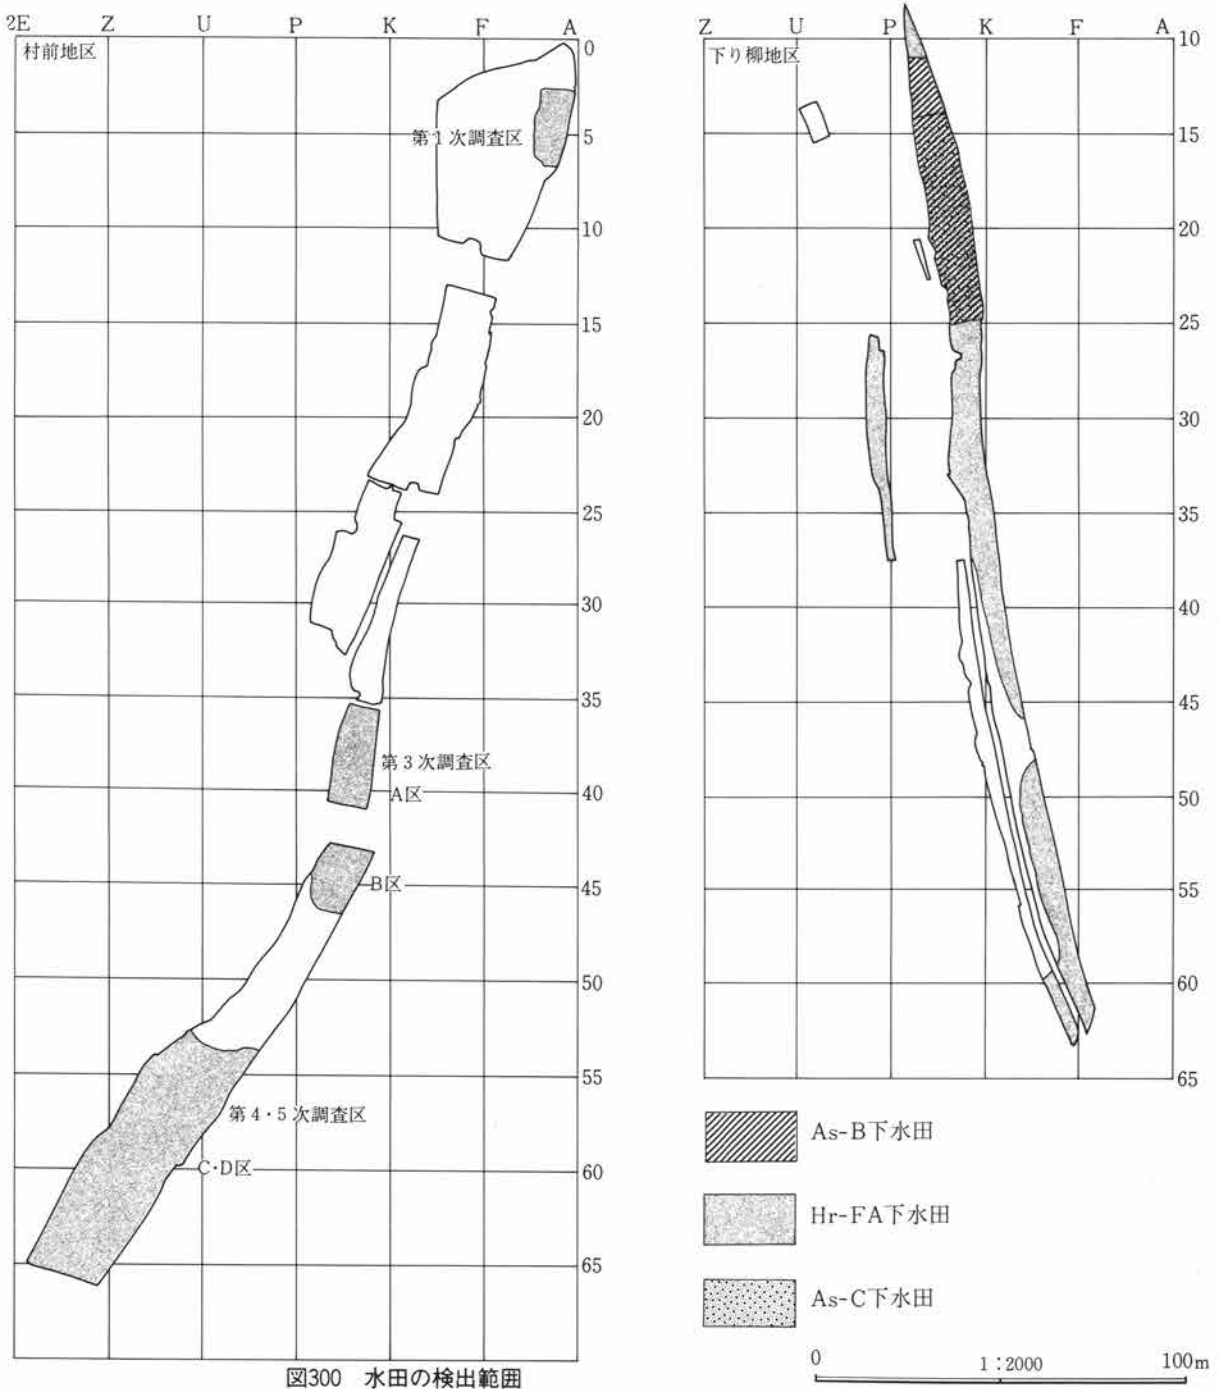 2E Z U P K F A
村前地区
0
第1次調査区
5
10
15
20
25
30
35
第3次調査区
A区
40
B区
45
50
55
第4・5次調査区
C・D区
60
65
Z U P K F A
下り柳地区
10
15
20
25
30
35
40
45
50
55
60
65
As-B下水田
Hr-FA下水田
As-C下水田
0 1:2000 100m
図300 水田の検出範囲